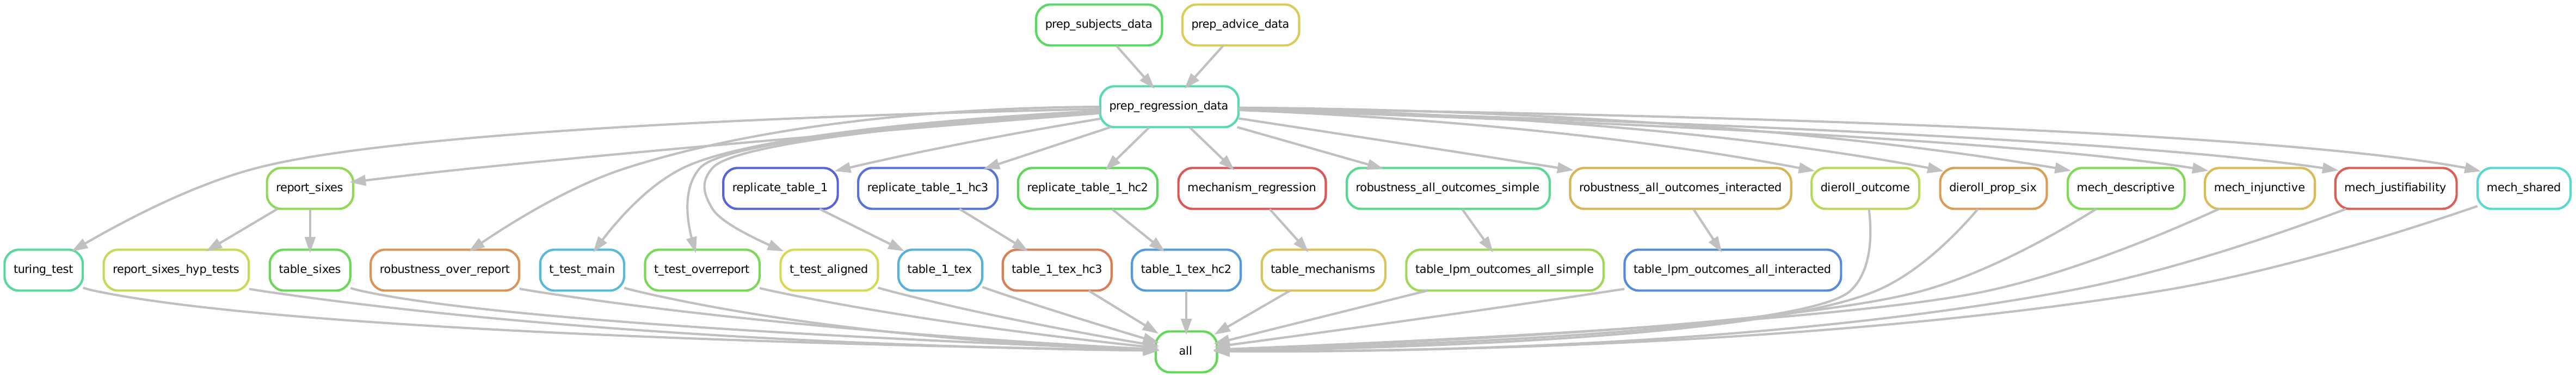 prep_subjects_data
prep_advice_data
prep_regression_data
report_sixes
replicate_table_1
replicate_table_1_hc3
replicate_table_1_hc2
mechanism_regression
robustness_all_outcomes_simple
robustness_all_outcomes_interacted
dieroll_outcome
dieroll_prop_six
mech_descriptive
mech_injunctive
mech_justifiability
mech_shared
turing_test
report_sixes_hyp_tests
table_sixes
robustness_over_report
t_test_main
t_test_overreport
t_test_aligned
table_1_tex
table_1_tex_hc3
table_1_tex_hc2
table_mechanisms
table_lpm_outcomes_all_simple
table_lpm_outcomes_all_interacted
all